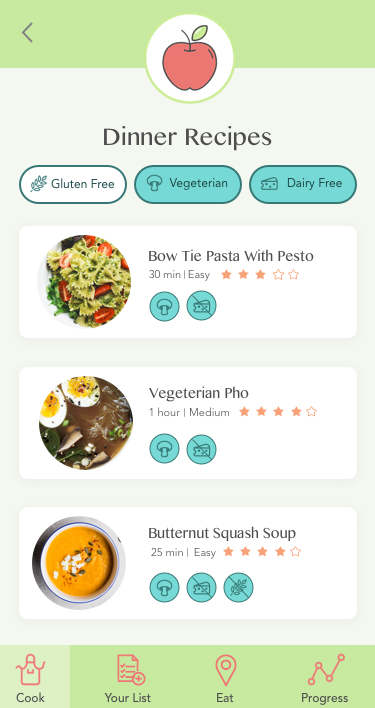 Dinner Recipes
Gluten Free
Vegeterian
Dairy Free
Bow Tie Pasta With Pesto
30 min | Easy
Vegeterian Pho
1 hour | Medium
Butternut Squash Soup
25 min | Easy
Cook
Your List
Eat
Progress